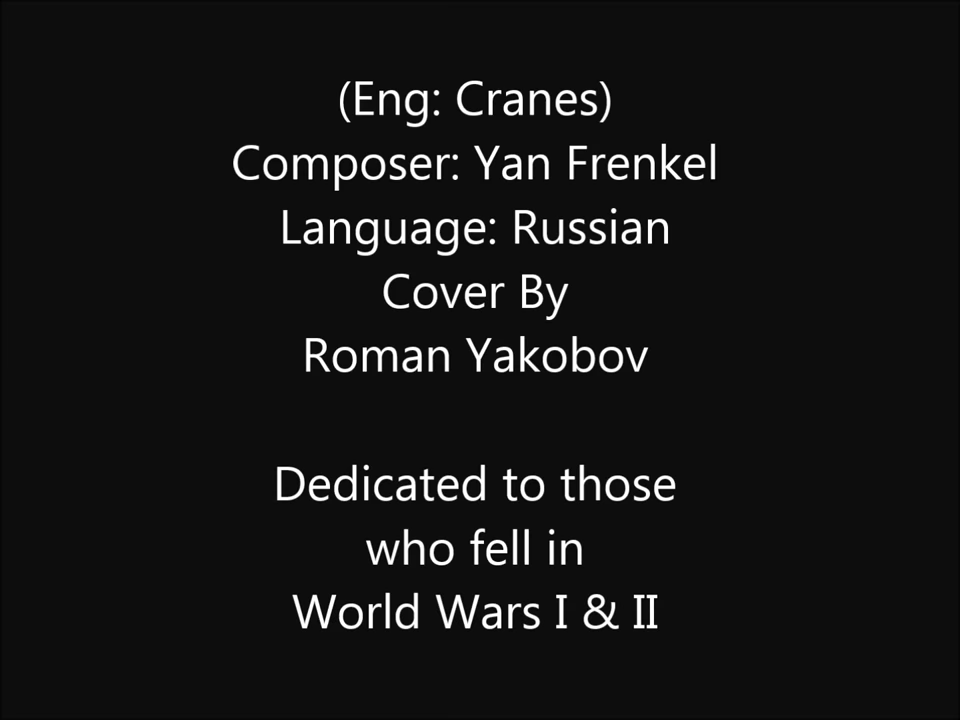 (Eng: Cranes)
Composer: Yan Frenkel
Language: Russian
Cover By
Roman Yakobov
Dedicated to those
who fell in
World Wars I & II